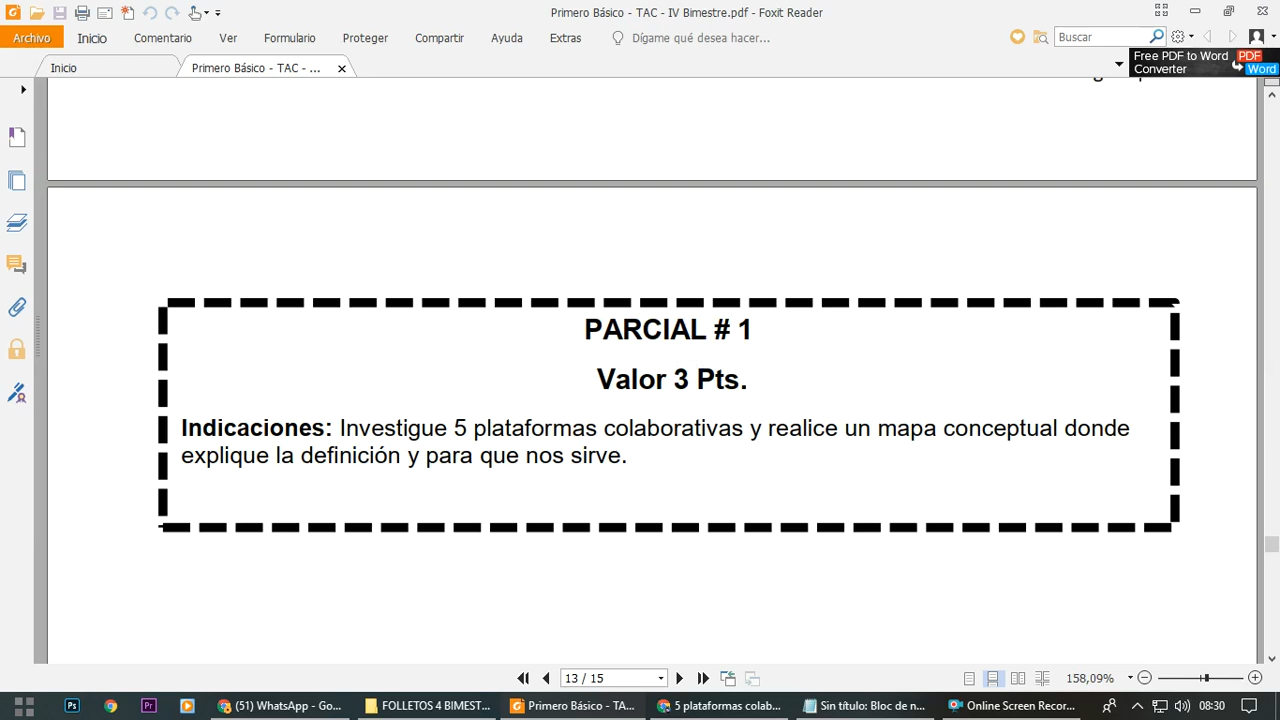 Primero Básico - TAC - IV Bimestre.pdf - Foxit Reader
Archivo Inicio Comentario Ver Formulario Proteger Compartir Ayuda Extras Dígame qué desea hacer... Buscar
Inicio Primero Básico - TAC - ... Free PDF to Word PDF
Converter Word
PARCIAL # 1
Valor 3 Pts.
Indicaciones: Investigue 5 plataformas colaborativas y realice un mapa conceptual donde
explique la definición y para que nos sirve.
13 / 15 158,09%
Ps Pr (51) WhatsApp - Go... FOLLETOS 4 BIMEST... Primero Básico - TA... 5 plataformas colab... Sin título: Bloc de n... Online Screen Recor... 08:30